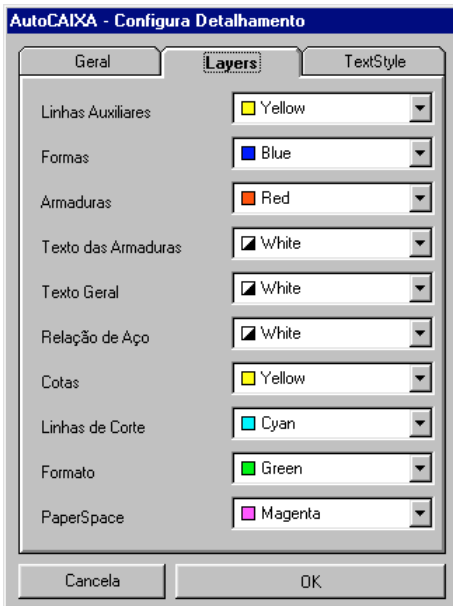 AutoCAIXA - Configura Detalhamento
Geral Layers TextStyle
Linhas Auxiliares Yellow
Formas Blue
Armaduras Red
Texto das Armaduras White
Texto Geral White
Relação de Aço White
Cotas Yellow
Linhas de Corte Cyan
Formato Green
PaperSpace Magenta
Cancela OK